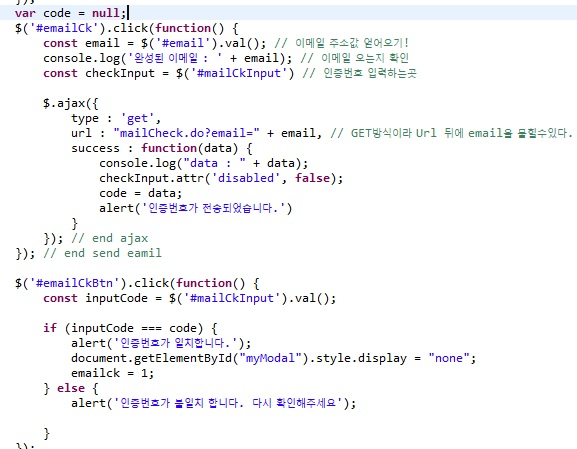 });
var code = null;
$('#emailCk').click(function() {
const email = $('#email').val(); // 이메일 주소값 얻어오기!
console.log('완성된 이메일 : ' + email); // 이메일 오는지 확인
const checkInput = $('#mailCkInput') // 인증번호 입력하는곳
$.ajax({
type : 'get',
url : "mailCheck.do?email=" + email, // GET방식이라 Url 뒤에 email을 붙힐수있다.
success : function(data) {
console.log("data : " + data);
checkInput.attr('disabled', false);
code = data;
alert('인증번호가 전송되었습니다.')
}
}); // end ajax
}); // end send eamil
$('#emailCkBtn').click(function() {
const inputCode = $('#mailCkInput').val();
if (inputCode === code) {
alert('인증번호가 일치합니다.');
document.getElementById("myModal").style.display = "none";
emailck = 1;
} else {
alert('인증번호가 불일치 합니다. 다시 확인해주세요');
}
});